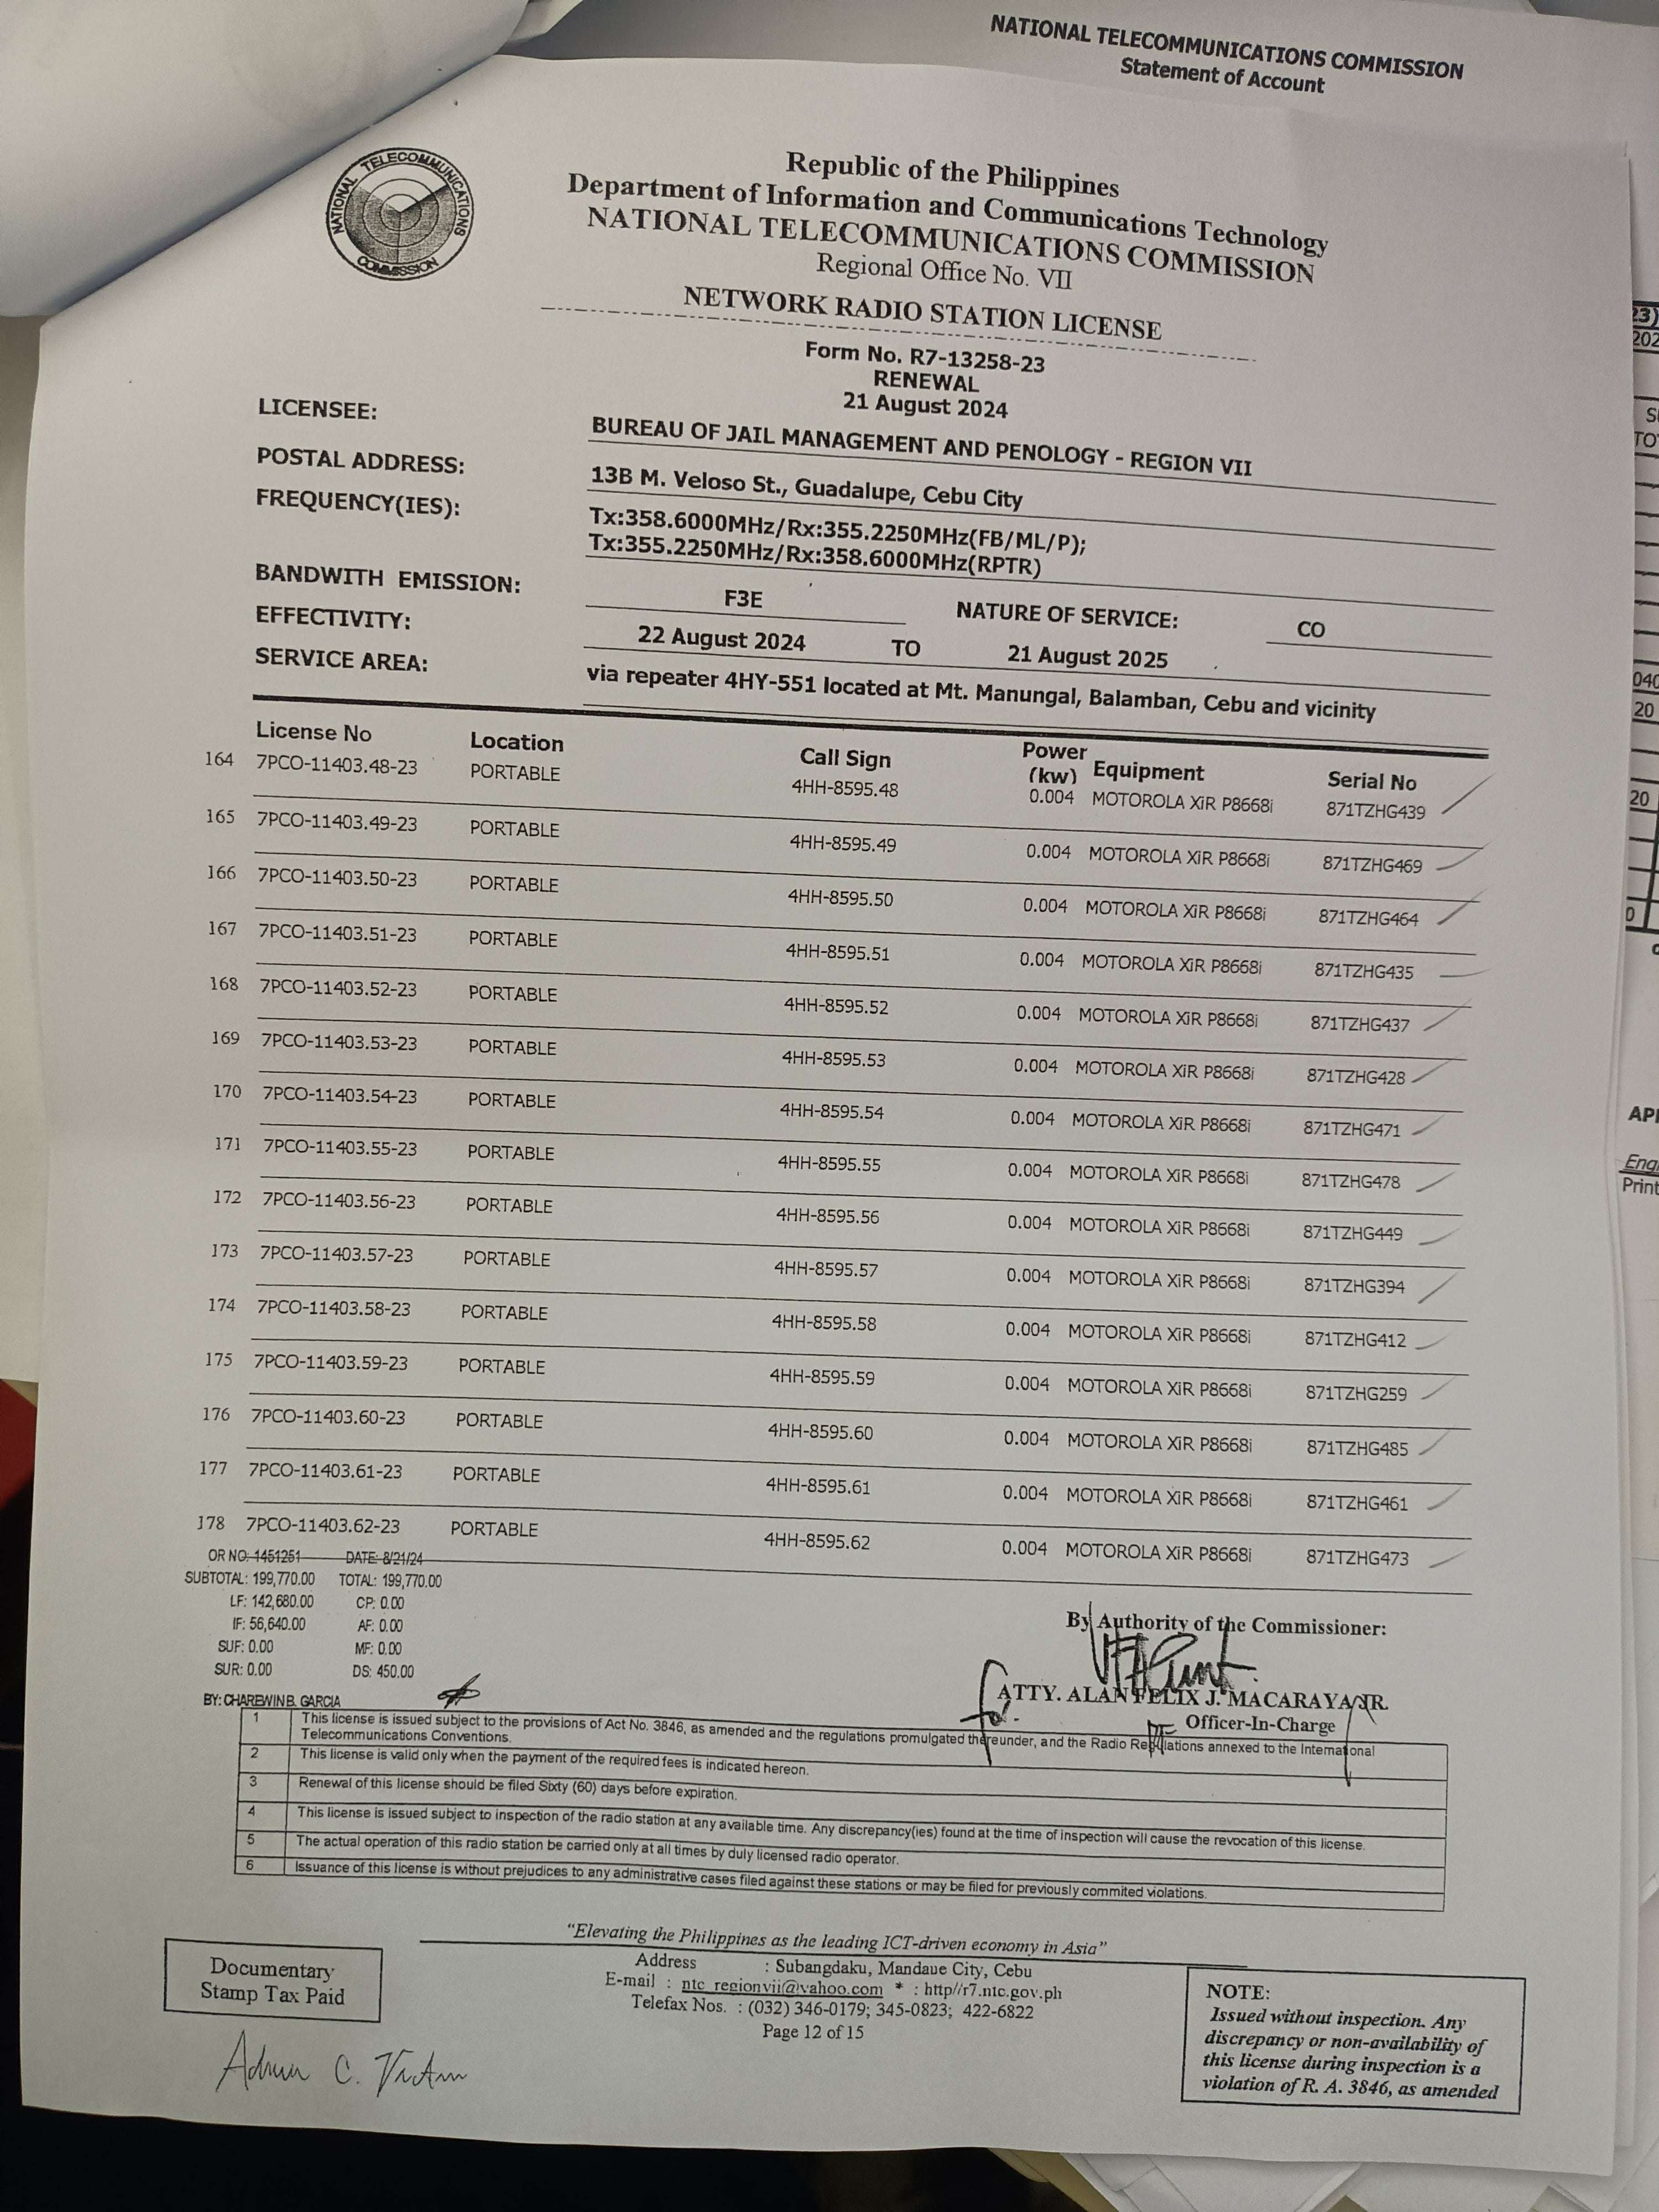 NATIONAL TELECOMMUNICATIONS COMMISSION
Statement of Account
NATIONAL TELECOMMUNICATIONS COMMISSION
Republic of the Philippines
Department of Information and Communications Technology
NATIONAL TELECOMMUNICATIONS COMMISSION
Regional Office No. VII
NETWORK RADIO STATION LICENSE
Form No. R7-13258-23
RENEWAL
21 August 2024
LICENSEE: BUREAU OF JAIL MANAGEMENT AND PENOLOGY - REGION VII
POSTAL ADDRESS: 13B M. Veloso St., Guadalupe, Cebu City
FREQUENCY(IES): Tx:358.6000MHz/Rx:355.2250MHz(FB/ML/P);
Tx:355.2250MHz/Rx:358.6000MHz(RPTR)
BANDWITH EMISSION: F3E NATURE OF SERVICE: CO
EFFECTIVITY: 22 August 2024 TO 21 August 2025
SERVICE AREA: via repeater 4HY-551 located at Mt. Manungal, Balamban, Cebu and vicinity
License No Location Call Sign Power (kw) Equipment Serial No
164 7PCO-11403.48-23 PORTABLE 4HH-8595.48 0.004 MOTOROLA XiR P8668i 871TZHG439
165 7PCO-11403.49-23 PORTABLE 4HH-8595.49 0.004 MOTOROLA XiR P8668i 871TZHG469
166 7PCO-11403.50-23 PORTABLE 4HH-8595.50 0.004 MOTOROLA XiR P8668i 871TZHG464
167 7PCO-11403.51-23 PORTABLE 4HH-8595.51 0.004 MOTOROLA XiR P8668i 871TZHG435
168 7PCO-11403.52-23 PORTABLE 4HH-8595.52 0.004 MOTOROLA XiR P8668i 871TZHG437
169 7PCO-11403.53-23 PORTABLE 4HH-8595.53 0.004 MOTOROLA XiR P8668i 871TZHG428
170 7PCO-11403.54-23 PORTABLE 4HH-8595.54 0.004 MOTOROLA XiR P8668i 871TZHG471
171 7PCO-11403.55-23 PORTABLE 4HH-8595.55 0.004 MOTOROLA XiR P8668i 871TZHG478
172 7PCO-11403.56-23 PORTABLE 4HH-8595.56 0.004 MOTOROLA XiR P8668i 871TZHG449
173 7PCO-11403.57-23 PORTABLE 4HH-8595.57 0.004 MOTOROLA XiR P8668i 871TZHG394
174 7PCO-11403.58-23 PORTABLE 4HH-8595.58 0.004 MOTOROLA XiR P8668i 871TZHG412
175 7PCO-11403.59-23 PORTABLE 4HH-8595.59 0.004 MOTOROLA XiR P8668i 871TZHG259
176 7PCO-11403.60-23 PORTABLE 4HH-8595.60 0.004 MOTOROLA XiR P8668i 871TZHG485
177 7PCO-11403.61-23 PORTABLE 4HH-8595.61 0.004 MOTOROLA XiR P8668i 871TZHG461
178 7PCO-11403.62-23 PORTABLE 4HH-8595.62 0.004 MOTOROLA XiR P8668i 871TZHG473
OR NO: 1451251 DATE: 8/21/24
SUBTOTAL: 199,770.00 TOTAL: 199,770.00
LF: 142,680.00 CP: 0.00
IF: 56,640.00 AF: 0.00
SUF: 0.00 MF: 0.00
SUR: 0.00 DS: 450.00
BY: CHAREWIN B. GARCIA
By Authority of the Commissioner:
ATTY. ALAN FELIX J. MACARAYA JR.
Officer-In-Charge
1 This license is issued subject to the provisions of Act No. 3846, as amended and the regulations promulgated thereunder, and the Radio Regulations annexed to the International
Telecommunications Conventions.
2 This license is valid only when the payment of the required fees is indicated hereon.
3 Renewal of this license should be filed Sixty (60) days before expiration.
4 This license is issued subject to inspection of the radio station at any available time. Any discrepancy(ies) found at the time of inspection will cause the revocation of this license.
5 The actual operation of this radio station be carried only at all times by duly licensed radio operator.
6 Issuance of this license is without prejudices to any administrative cases filed against these stations or may be filed for previously commited violations.
"Elevating the Philippines as the leading ICT-driven economy in Asia"
Address : Subangdaku, Mandaue City, Cebu
E-mail : ntc_regionvii@yahoo.com * : http//r7.ntc.gov.ph
Telefax Nos. : (032) 346-0179; 345-0823; 422-6822
Page 12 of 15
Documentary
Stamp Tax Paid
NOTE:
Issued without inspection. Any
discrepancy or non-availability of
this license during inspection is a
violation of R. A. 3846, as amended